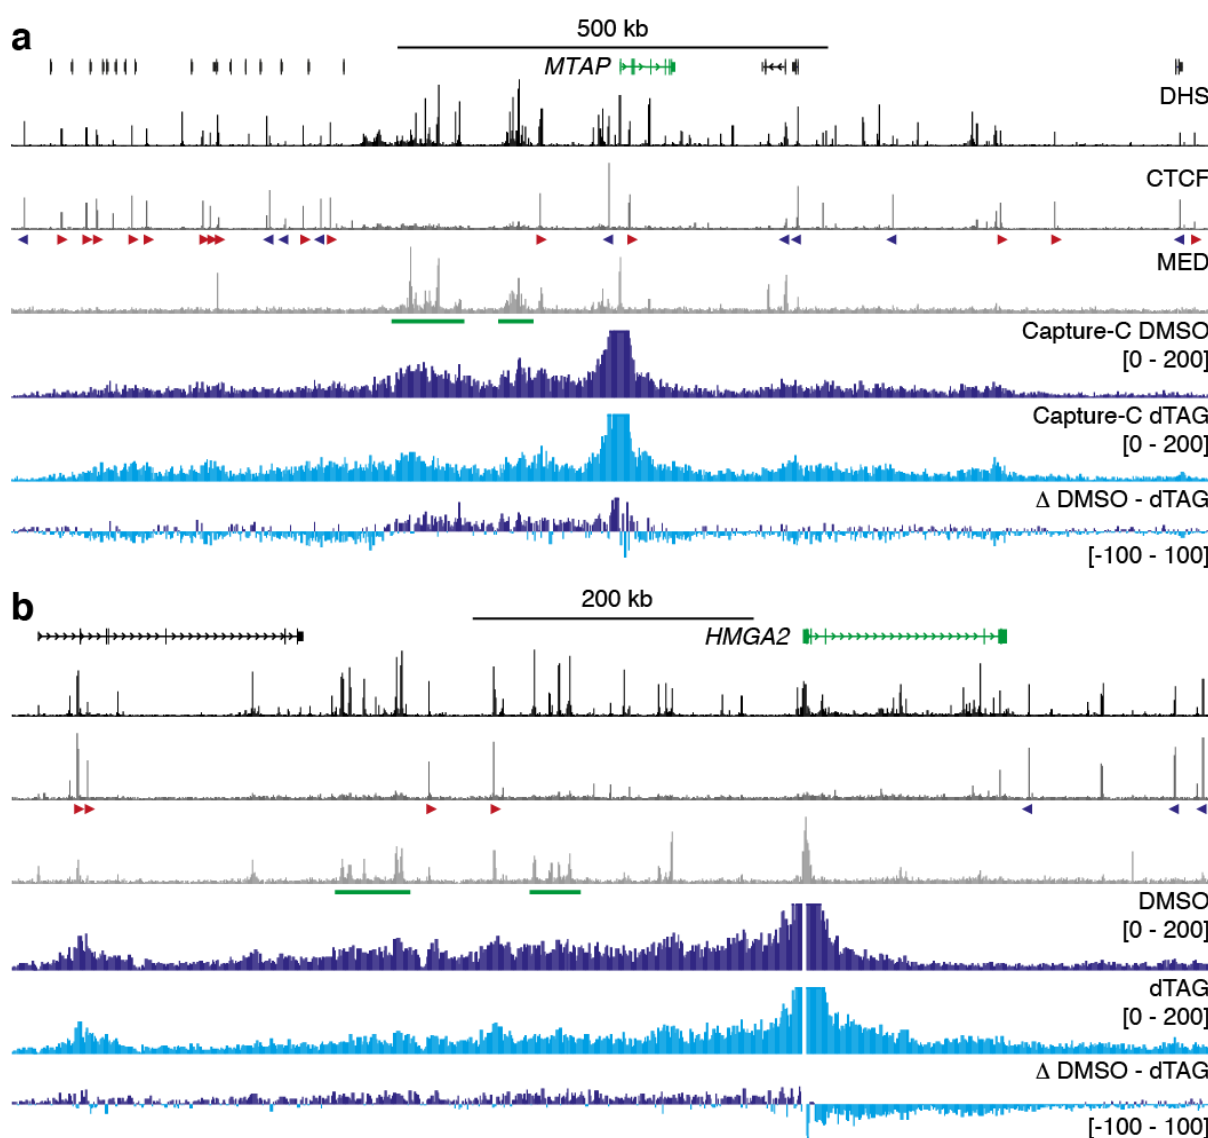 a
500 kb
MTAP
DHS
CTCF
MED
Capture-C DMSO
[0 - 200]
Capture-C dTAG
[0 - 200]
Δ DMSO - dTAG
[-100 - 100]
b
200 kb
HMGA2
DMSO
[0 - 200]
dTAG
[0 - 200]
Δ DMSO - dTAG
[-100 - 100]